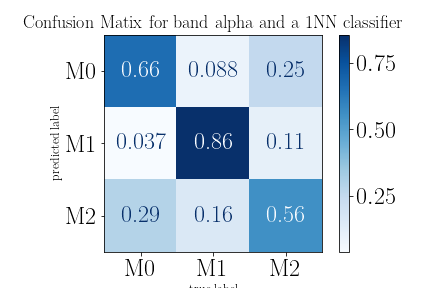 Confusion Matix for band alpha and a 1NN classifier
M0 0.66 0.088 0.25
M1 0.037 0.86 0.11
M2 0.29 0.16 0.56
M0 M1 M2
predicted label
true label
0.75
0.50
0.25